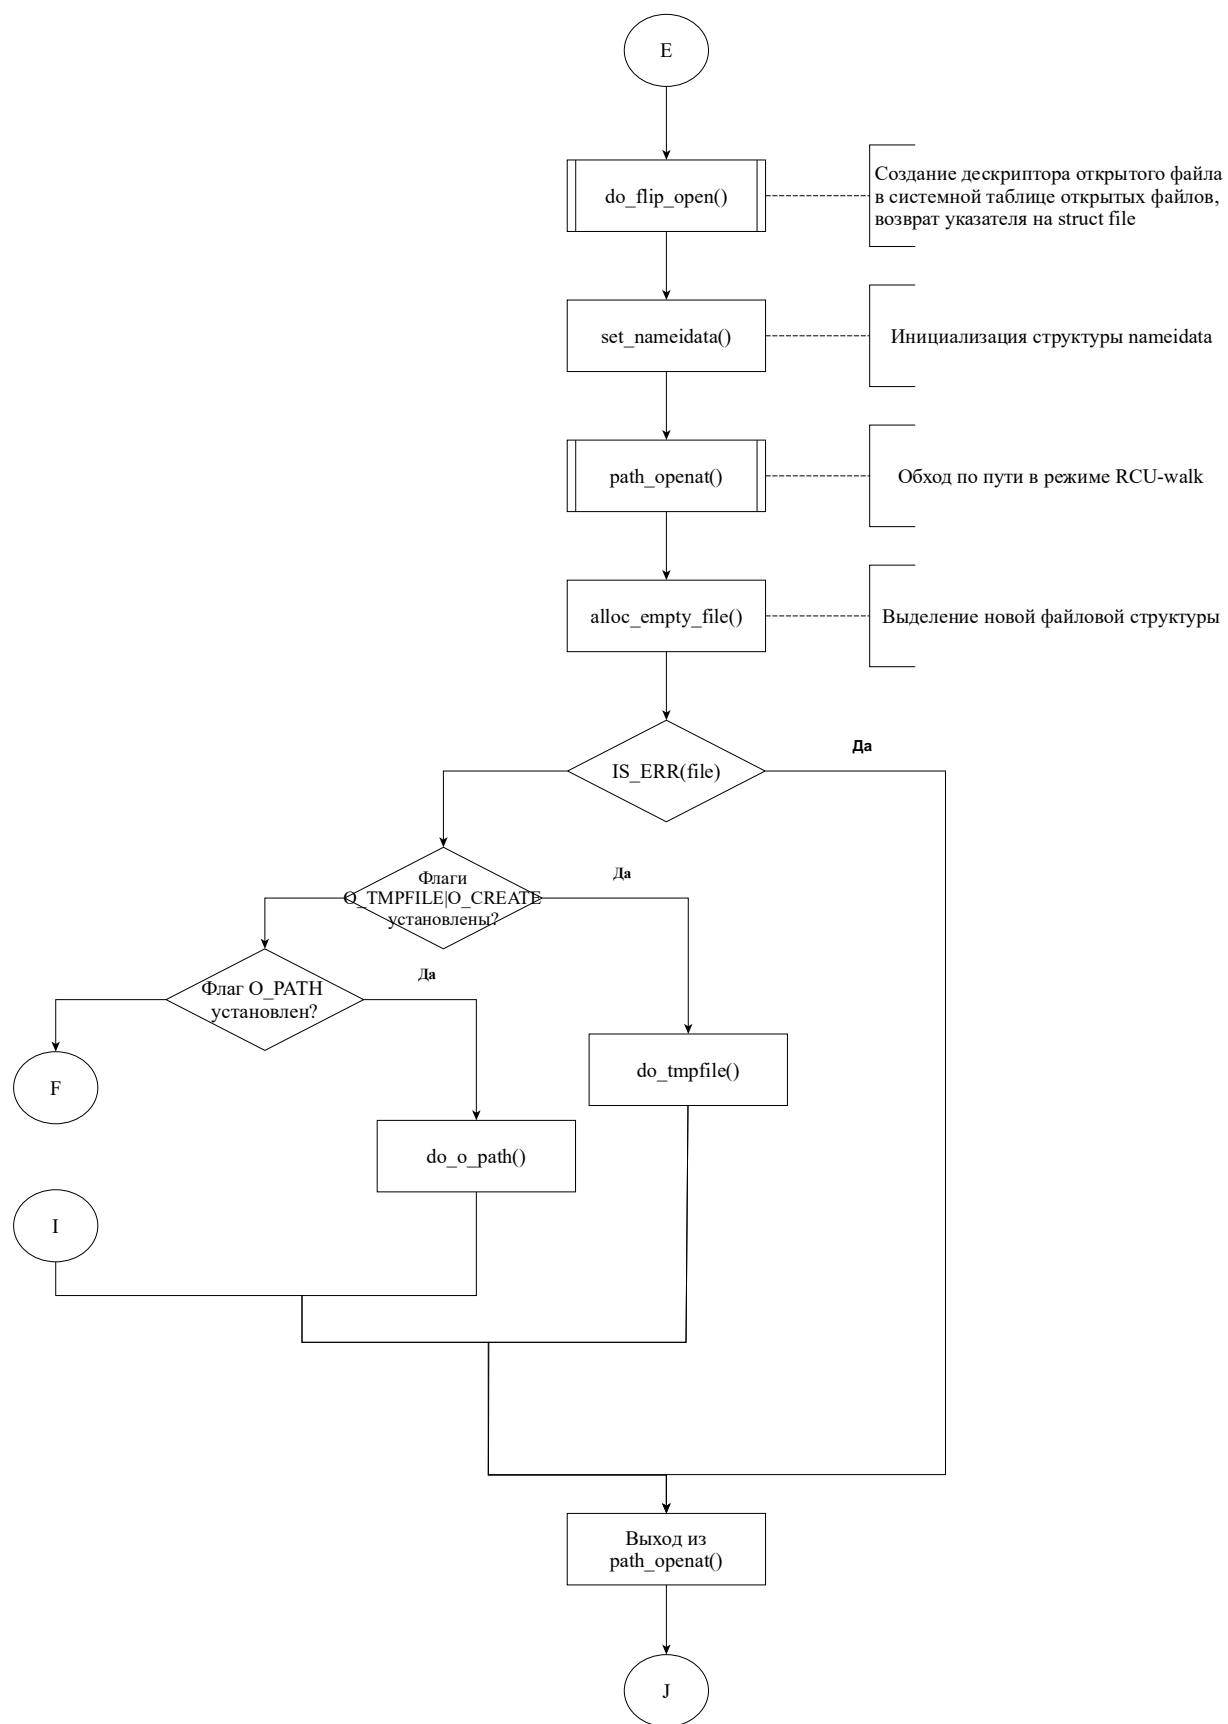 E
do_flip_open()
Создание дескриптора открытого файла
в системной таблице открытых файлов,
возврат указателя на struct file
set_nameidata()
Инициализация структуры nameidata
path_openat()
Обход по пути в режиме RCU-walk
alloc_empty_file()
Выделение новой файловой структуры
IS_ERR(file)
Да
Флаги
O_TMPFILE|O_CREATE
установлены?
Да
Флаг O_PATH
установлен?
Да
do_tmpfile()
F
do_o_path()
I
Выход из
path_openat()
J